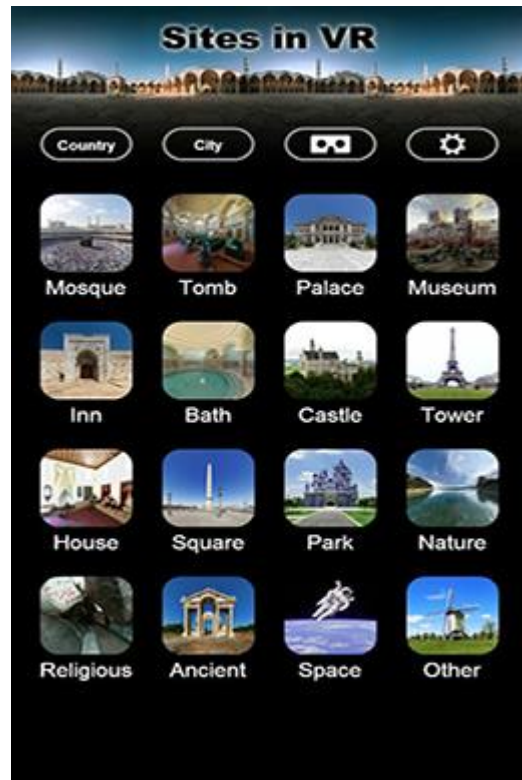 Sites in VR
Country City
Mosque Tomb Palace Museum
Inn Bath Castle Tower
House Square Park Nature
Religious Ancient Space Other